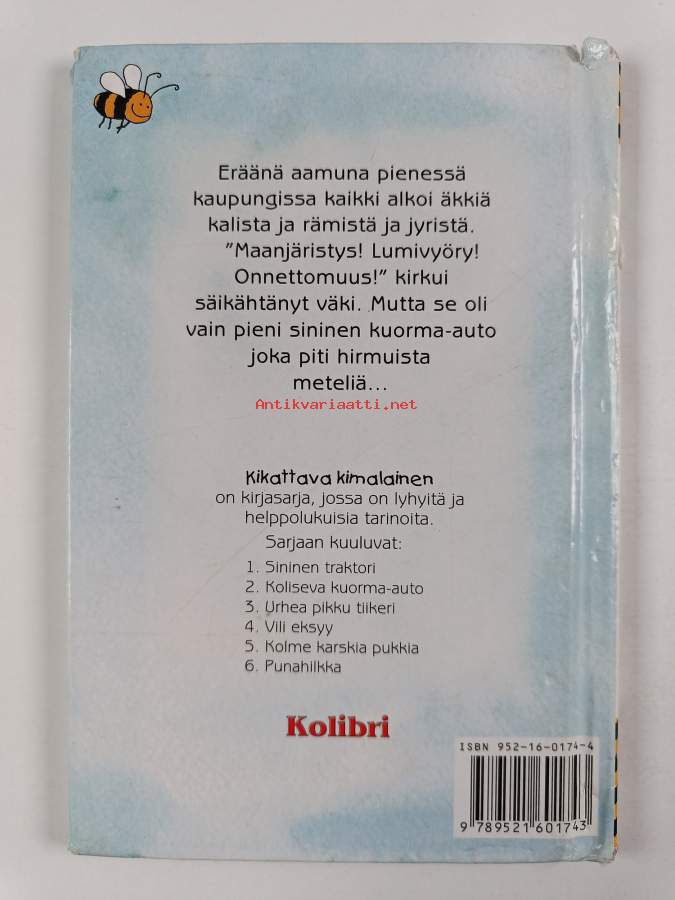 Eräänä aamuna pienessä
kaupungissa kaikki alkoi äkkiä
kalista ja rämistä ja jyristä.
"Maanjäristys! Lumivyöry!
Onnettomuus!" kirkui
säikähtänyt väki. Mutta se oli
vain pieni sininen kuorma-auto
joka piti hirmuista
meteliä...
Antikvariaatti.net
Kikattava kimalainen
on kirjasarja, jossa on lyhyitä ja
helppolukuisia tarinoita.
Sarjaan kuuluvat:
1. Sininen traktori
2. Koliseva kuorma-auto
3. Urhea pikku tiikeri
4. Vili eksyy
5. Kolme karskia pukkia
6. Punahilkka
Kolibri
ISBN 952-16-0174-4
9 789521 601743